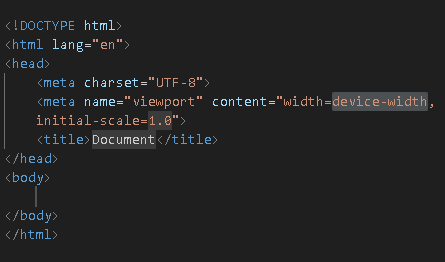 <!DOCTYPE html>
<html lang="en">
<head>
    <meta charset="UTF-8">
    <meta name="viewport" content="width=device-width,
    initial-scale=1.0">
    <title>Document</title>
</head>
<body>
</body>
</html>